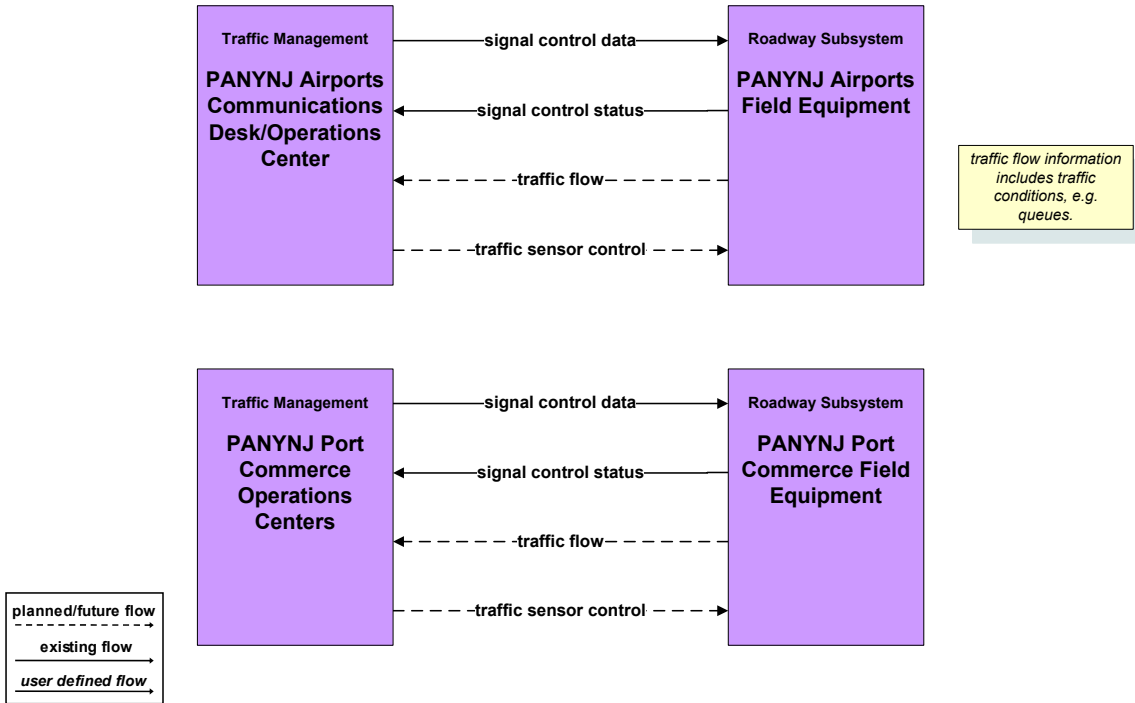 Traffic Management
PANYNJ Airports
Communications
Desk/Operations
Center
signal control data
signal control status
traffic flow
traffic sensor control
Roadway Subsystem
PANYNJ Airports
Field Equipment
traffic flow information
includes traffic
conditions, e.g.
queues.
Traffic Management
PANYNJ Port
Commerce
Operations
Centers
signal control data
signal control status
traffic flow
traffic sensor control
Roadway Subsystem
PANYNJ Port
Commerce Field
Equipment
planned/future flow
existing flow
user defined flow